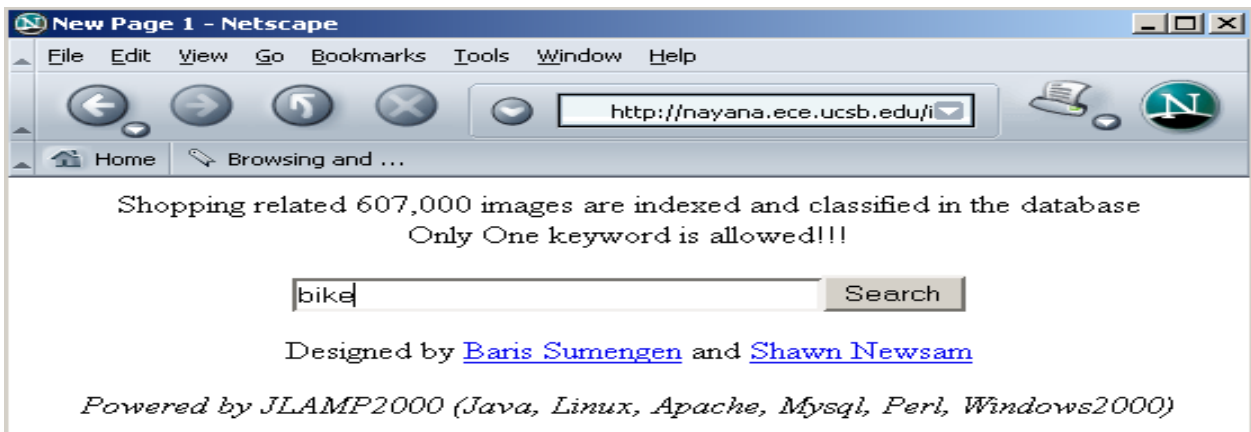 New Page 1 - Netscape
File Edit View Go Bookmarks Tools Window Help
http://nayana.ece.ucsb.edu/i
N
Home Browsing and ...
Shopping related 607,000 images are indexed and classified in the database
Only One keyword is allowed!!!
bike Search
Designed by Baris Sumengen and Shawn Newsam
Powered by JLAMP2000 (Java, Linux, Apache, Mysql, Perl, Windows2000)